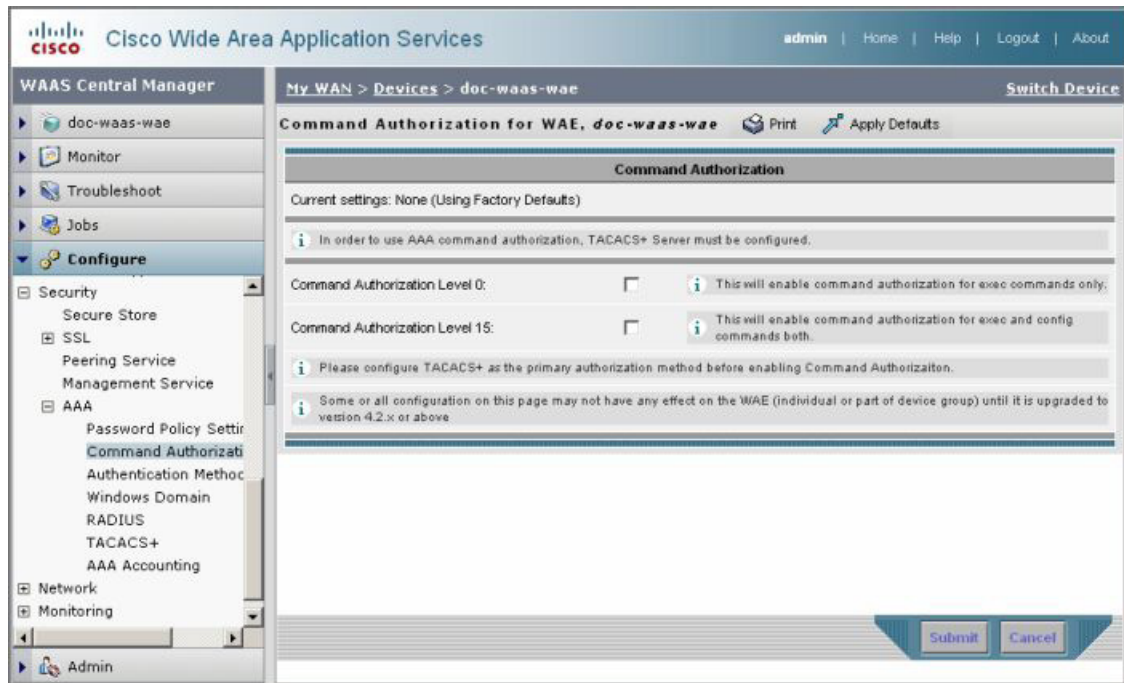 CISCO
Cisco Wide Area Application Services
admin | Home | Help | Logout | About
WAAS Central Manager
My WAN > Devices > doc-waas-wae
Switch Device
doc-waas-wae
Monitor
Troubleshoot
Jobs
Configure
Security
Secure Store
SSL
Peering Service
Management Service
AAA
Password Policy Settir
Command Authorizati
Authentication Method
Windows Domain
RADIUS
TACACS+
AAA Accounting
Network
Monitoring
Admin
Command Authorization for WAE, doc-waas-wae
Print
Apply Defaults
Command Authorization
Current settings: None (Using Factory Defaults)
i In order to use AAA command authorization, TACACS+ Server must be configured.
Command Authorization Level 0:
i This will enable command authorization for exec commands only.
Command Authorization Level 15:
i This will enable command authorization for exec and config
commands both.
i Please configure TACACS+ as the primary authorization method before enabling Command Authorizaiton.
i Some or all configuration on this page may not have any effect on the WAE (individual or part of device group) until it is upgraded to
version 4.2.x or above
Submit
Cancel